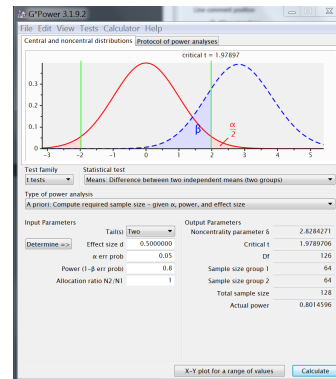 G*Power 3.1.9.2
File Edit View Tests Calculator Help
Central and noncentral distributions Protocol of power analyses
critical t = 1.97897
0.3
0.2
0.1
0
β
α
2
-3 -2 -1 0 1 2 3 4 5
Test family Statistical test
t tests Means: Difference between two independent means (two groups)
Type of power analysis
A priori: Compute required sample size – given α, power, and effect size
Input Parameters Output Parameters
Tail(s) Two Noncentrality parameter δ 2.8284271
Determine => Effect size d 0.5000000 Critical t 1.9789706
α err prob 0.05 Df 126
Power (1-β err prob) 0.8 Sample size group 1 64
Allocation ratio N2/N1 1 Sample size group 2 64
Total sample size 128
Actual power 0.8014596
X-Y plot for a range of values Calculate